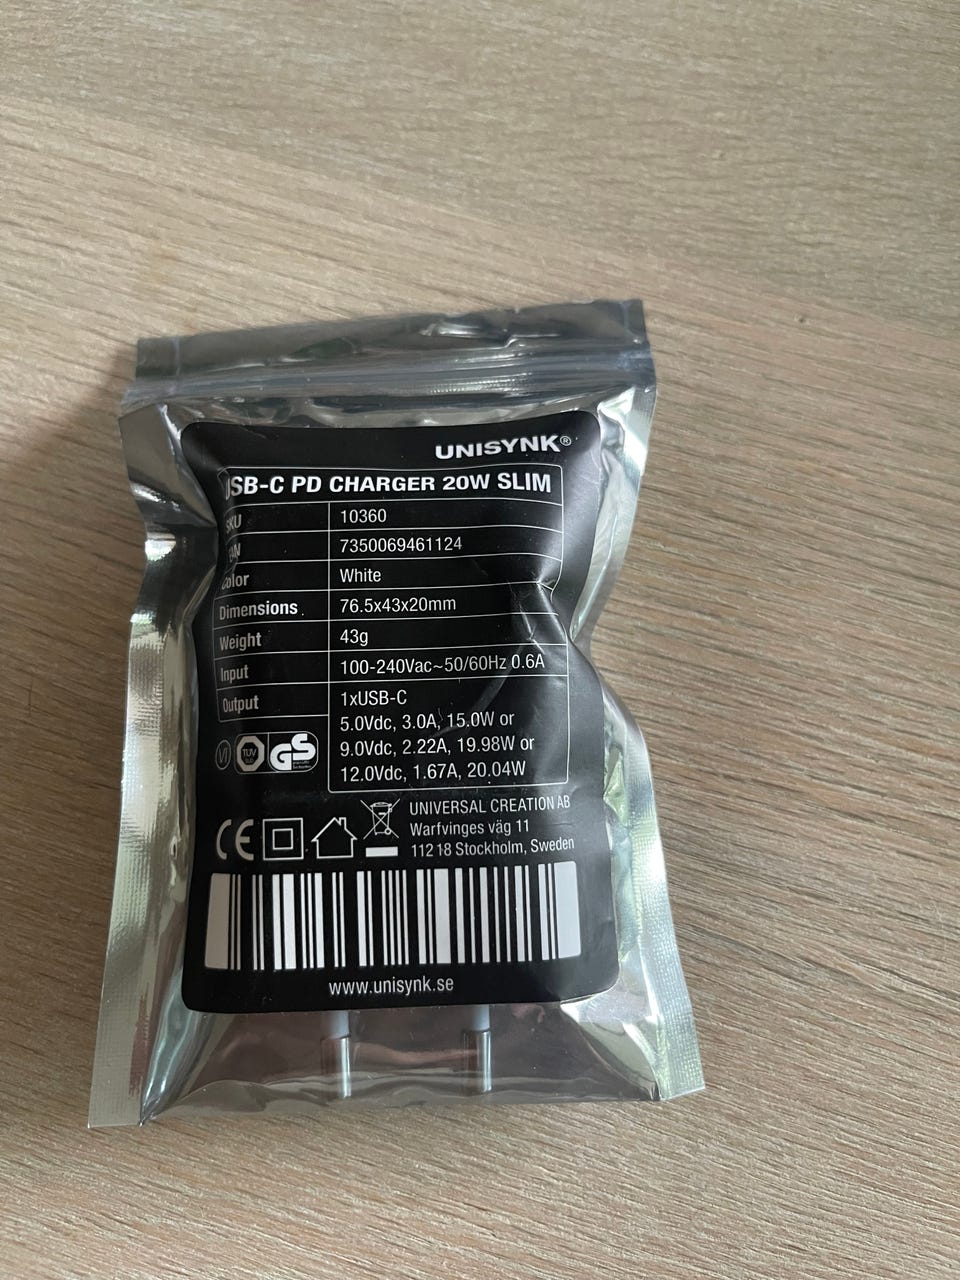 UNISYNK®
USB-C PD CHARGER 20W SLIM
SKU 10360
7350069461124
Color White
Dimensions 76.5x43x20mm
Weight 43g
Input 100-240Vac~50/60Hz 0.6A
Output 1xUSB-C
5.0Vdc, 3.0A, 15.0W or
9.0Vdc, 2.22A, 19.98W or
12.0Vdc, 1.67A, 20.04W
VI TÜV GS
CE
UNIVERSAL CREATION AB
Warfvinges väg 11
112 18 Stockholm, Sweden
www.unisynk.se